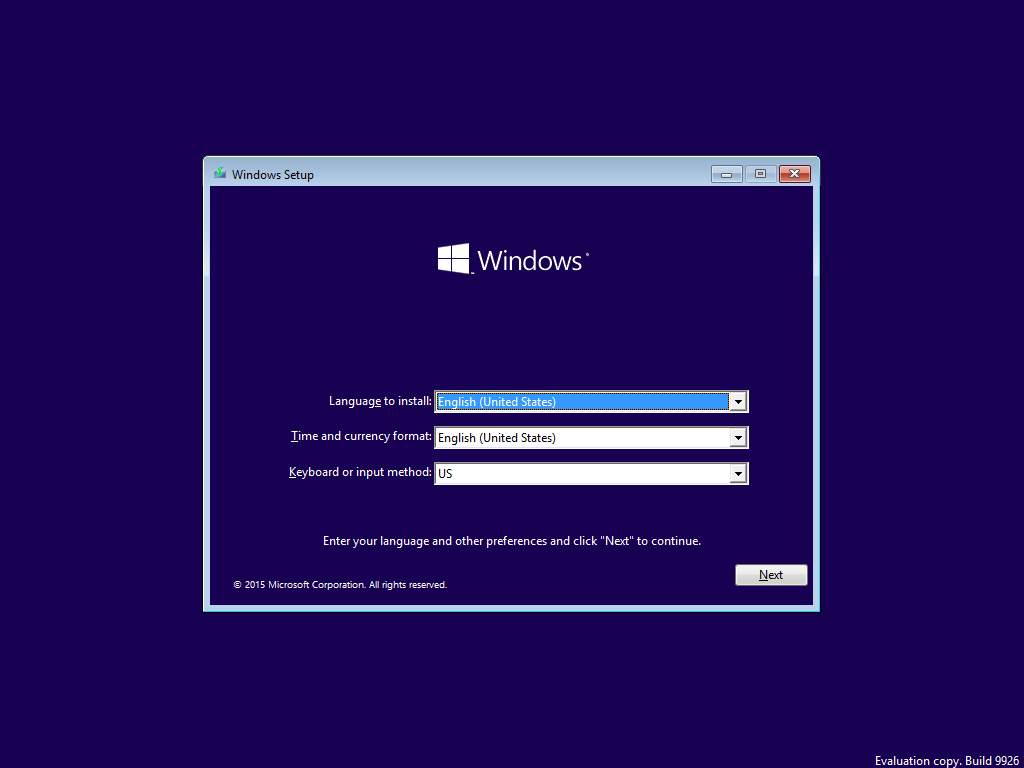 Windows Setup
Windows
Language to install: English (United States)
Time and currency format: English (United States)
Keyboard or input method: US
Enter your language and other preferences and click "Next" to continue.
Next
© 2015 Microsoft Corporation. All rights reserved.
Evaluation copy. Build 9926